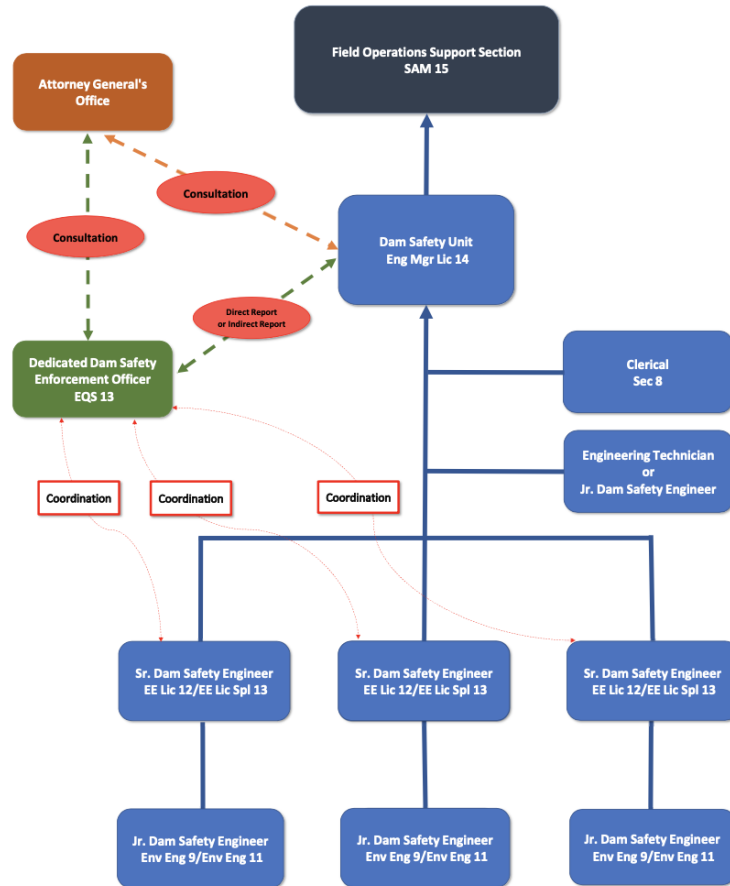 Field Operations Support Section
SAM 15
Attorney General's
Office
Consultation
Consultation
Dam Safety Unit
Eng Mgr Lic 14
Direct Report
or Indirect Report
Dedicated Dam Safety
Enforcement Officer
EQS 13
Clerical
Sec 8
Engineering Technician
or
Jr. Dam Safety Engineer
Coordination
Coordination
Coordination
Sr. Dam Safety Engineer
EE Lic 12/EE Lic Spl 13
Sr. Dam Safety Engineer
EE Lic 12/EE Lic Spl 13
Sr. Dam Safety Engineer
EE Lic 12/EE Lic Spl 13
Jr. Dam Safety Engineer
Env Eng 9/Env Eng 11
Jr. Dam Safety Engineer
Env Eng 9/Env Eng 11
Jr. Dam Safety Engineer
Env Eng 9/Env Eng 11